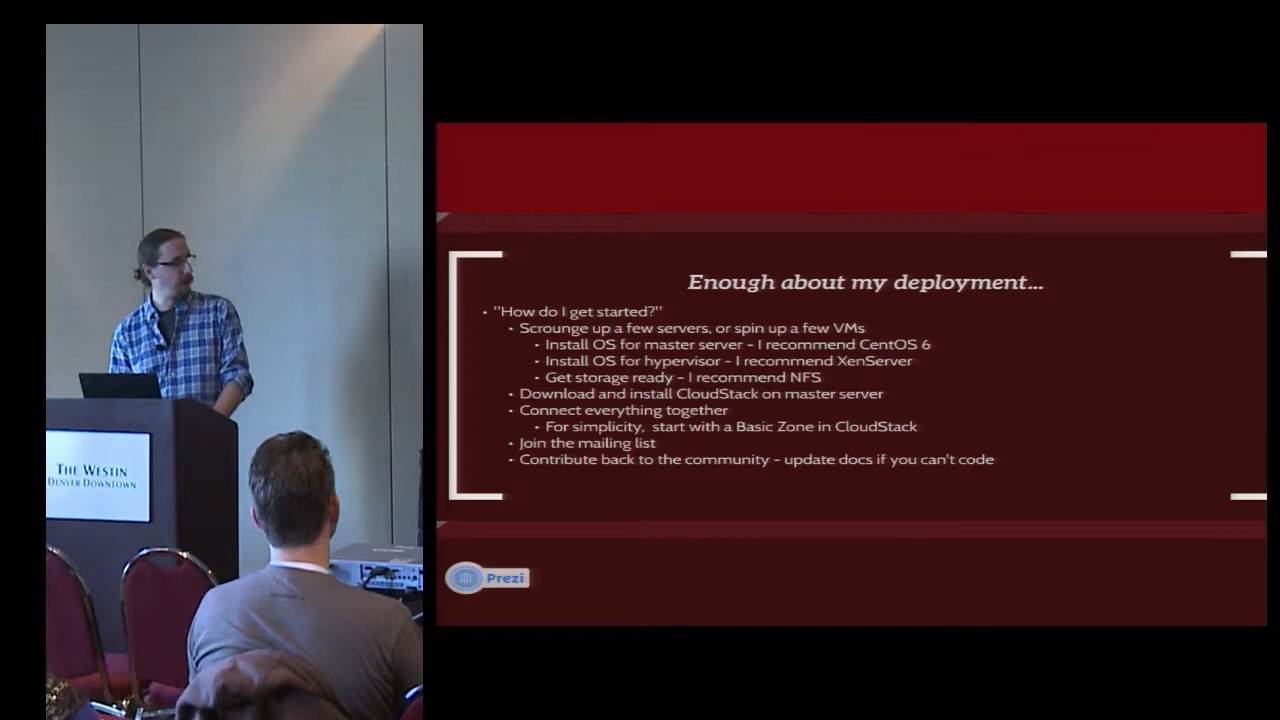 Enough about my deployment...
• "How do I get started?"
• Scrounge up a few servers, or spin up a few VMs
• Install OS for master server - I recommend CentOS 6
• Install OS for hypervisor - I recommend XenServer
• Get storage ready - I recommend NFS
• Download and install CloudStack on master server
• Connect everything together
• For simplicity, start with a Basic Zone in CloudStack
• Join the mailing list
• Contribute back to the community - update docs if you can't code
Prezi
THE WESTIN
DENVER DOWNTOWN